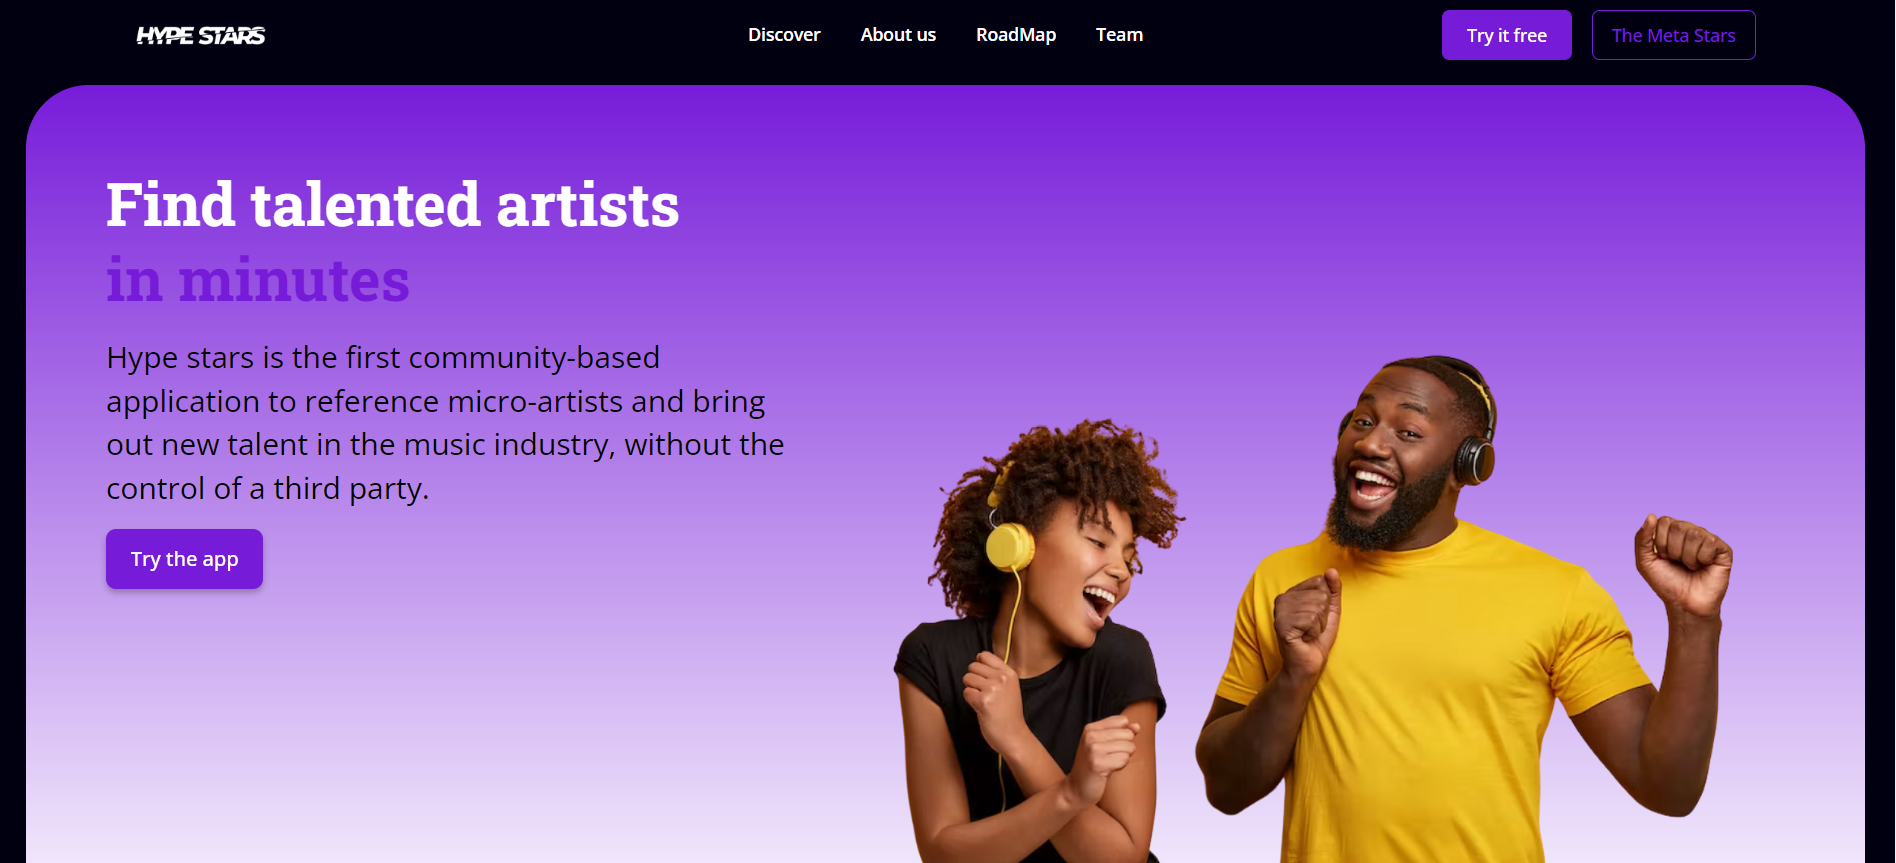 HYPE STARS
Discover
About us
RoadMap
Team
Try it free
The Meta Stars
Find talented artists
in minutes
Hype stars is the first community-based
application to reference micro-artists and bring
out new talent in the music industry, without the
control of a third party.
Try the app